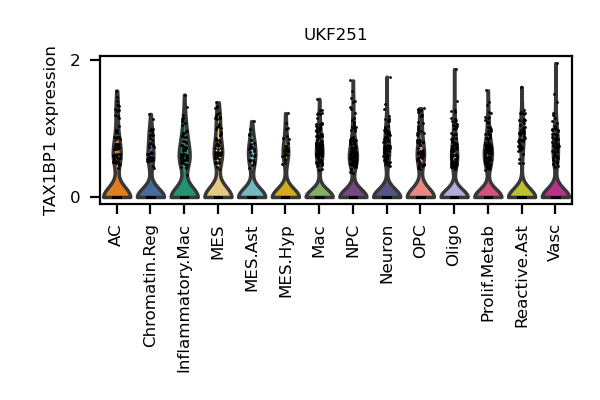 UKF251
TAX1BP1 expression
2
0
AC
Chromatin.Reg
Inflammatory.Mac
MES
MES.Ast
MES.Hyp
Mac
NPC
Neuron
OPC
Oligo
Prolif.Metab
Reactive.Ast
Vasc